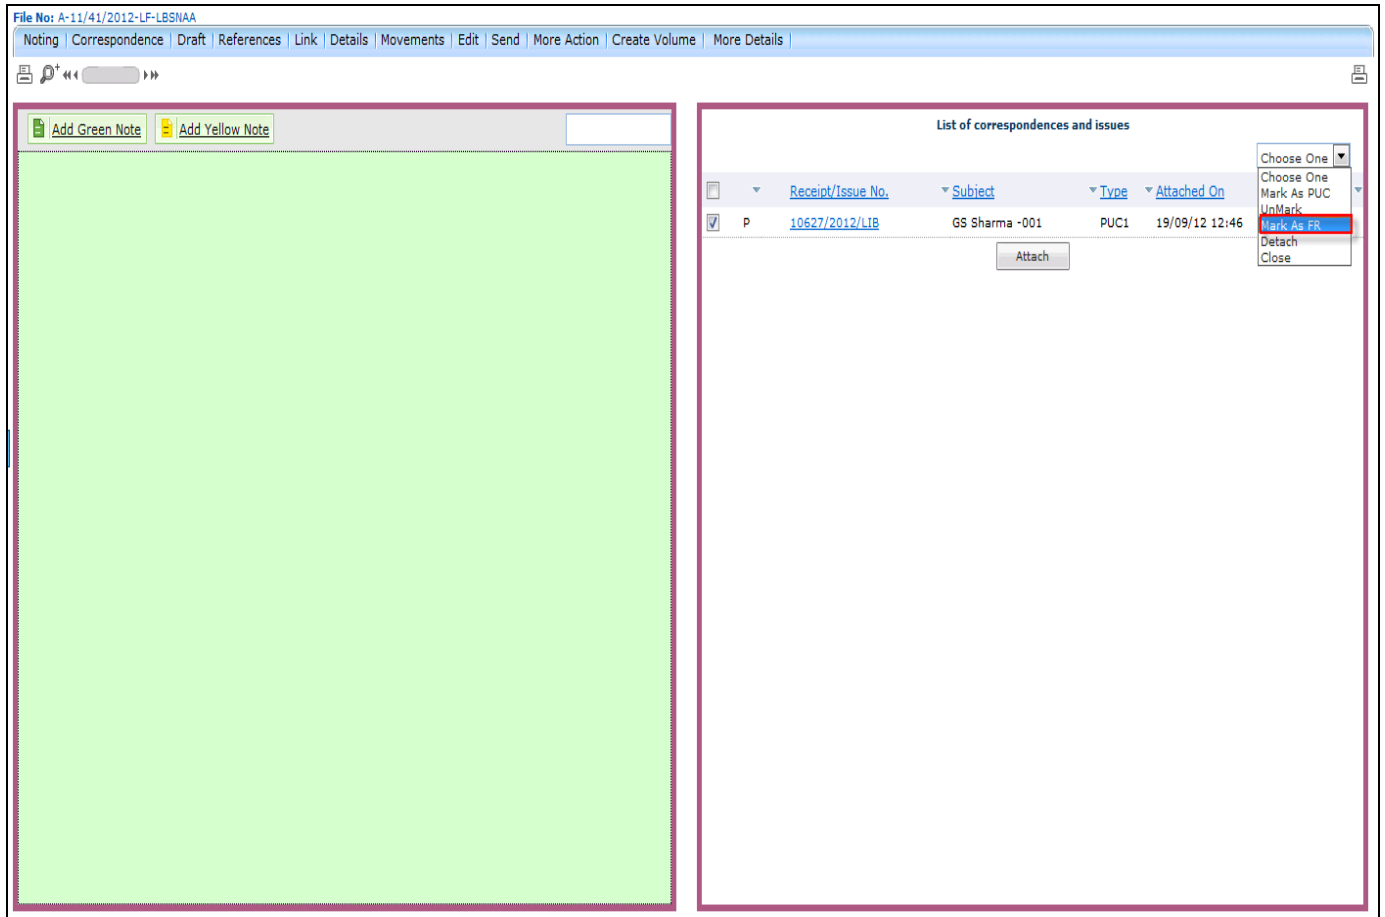 File No: A-11/41/2012-LF-LBSNAA
Noting | Correspondence | Draft | References | Link | Details | Movements | Edit | Send | More Action | Create Volume | More Details |
Add Green Note Add Yellow Note
List of correspondences and issues
Choose One
Choose One
Mark As PUC
UnMark
Mark As FR
Detach
Close
Receipt/Issue No. Subject Type Attached On
P 10627/2012/LIB GS Sharma -001 PUC1 19/09/12 12:46
Attach